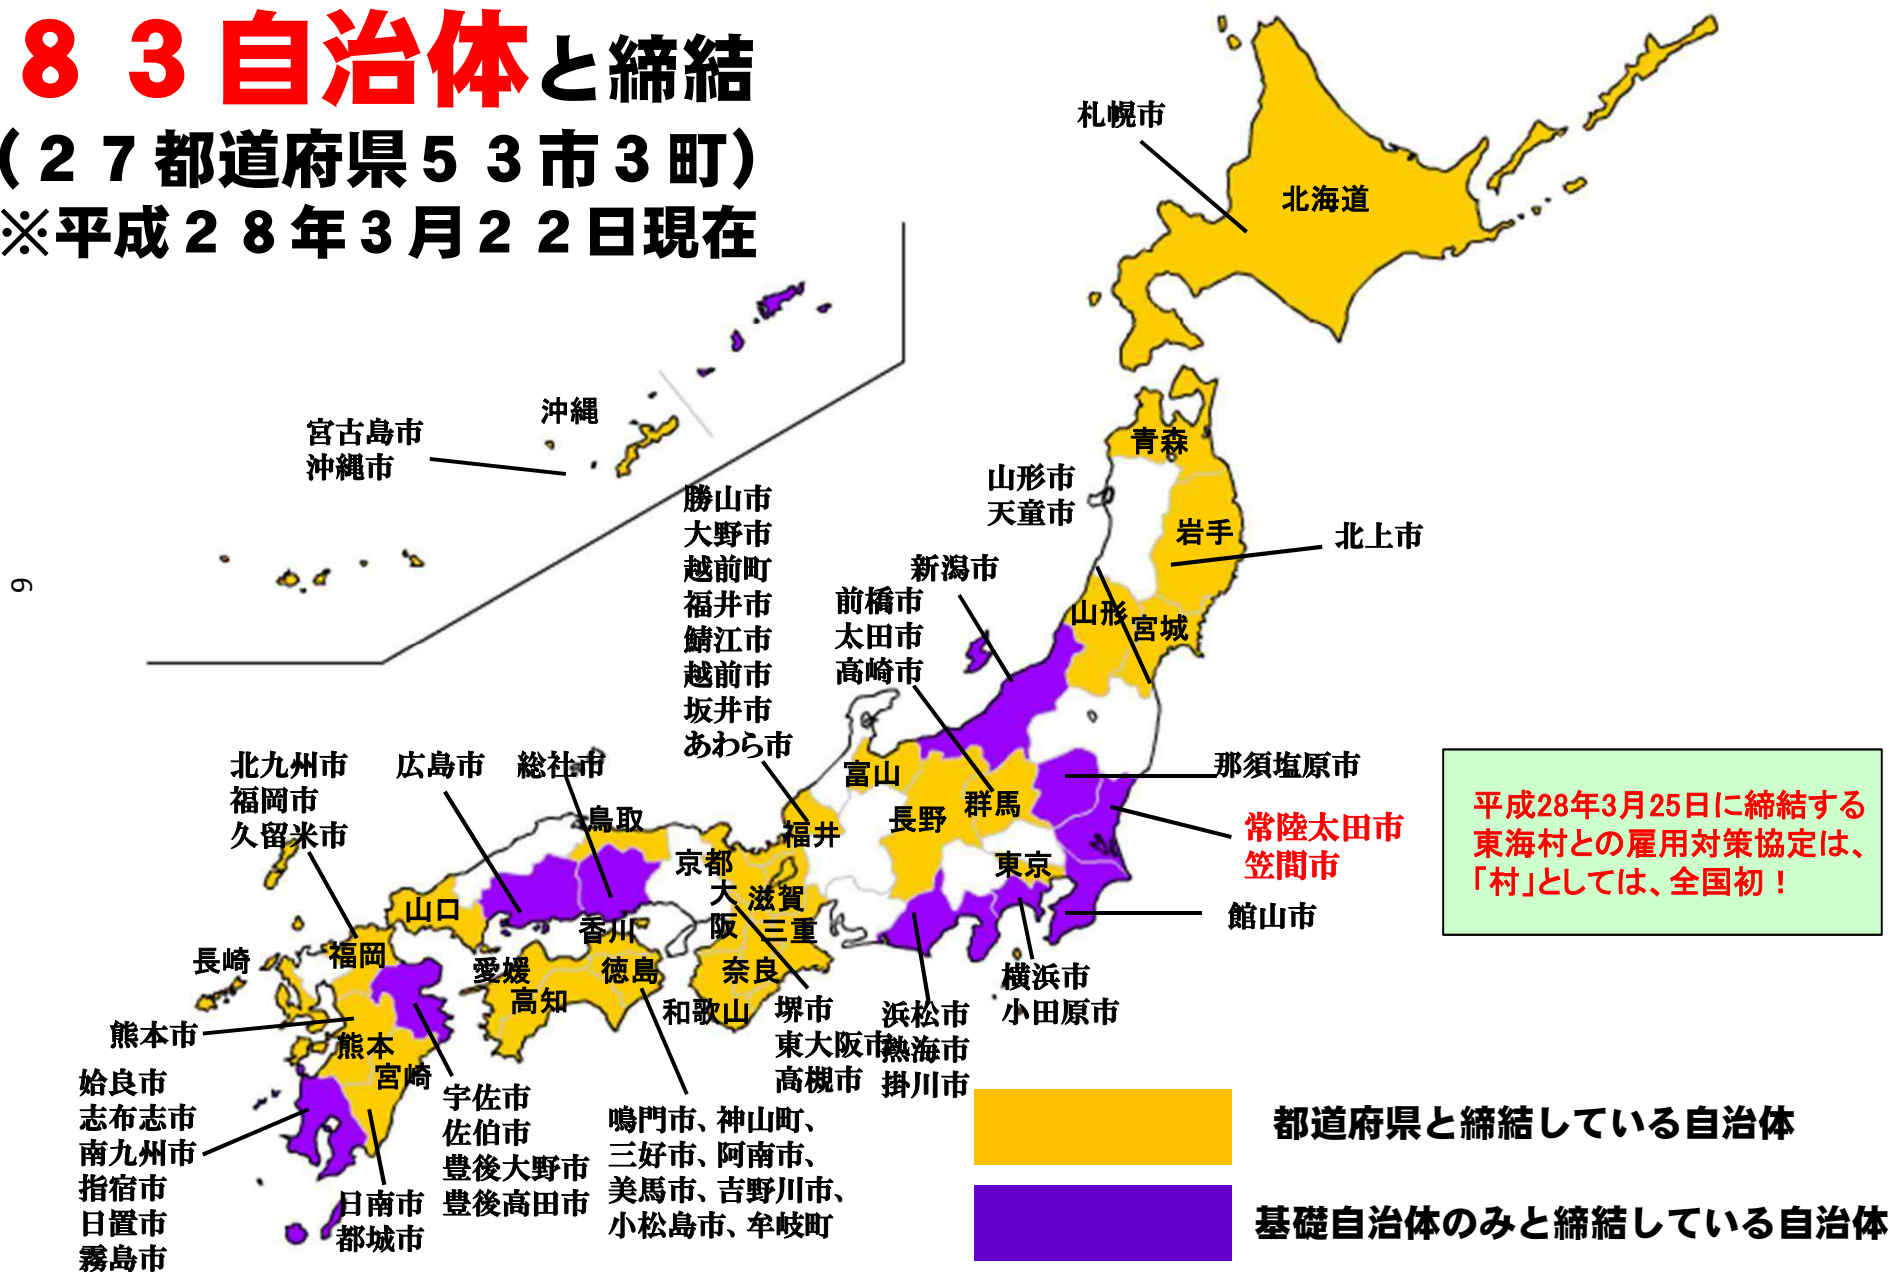 ８３自治体と締結
（２７都道府県５３市３町）
※平成２８年３月２２日現在
札幌市
北海道
沖縄
宮古島市
沖縄市
青森
岩手
北上市
山形市
天童市
山形
宮城
新潟市
前橋市
太田市
高崎市
勝山市
大野市
越前町
福井市
鯖江市
越前市
坂井市
あわら市
6
北九州市
福岡市
久留米市
広島市
総社市
鳥取
富山
福井
長野
群馬
東京
那須塩原市
常陸太田市
笠間市
館山市
平成28年3月25日に締結する
東海村との雇用対策協定は、
「村」としては、全国初！
京都
大阪
滋賀
三重
奈良
和歌山
山口
香川
愛媛
徳島
高知
福岡
長崎
熊本市
熊本
宮崎
堺市
東大阪市
高槻市
浜松市
熱海市
掛川市
横浜市
小田原市
姶良市
志布志市
南九州市
指宿市
日置市
霧島市
日南市
都城市
宇佐市
佐伯市
豊後大野市
豊後高田市
鳴門市、神山町、
三好市、阿南市、
美馬市、吉野川市、
小松島市、牟岐町
都道府県と締結している自治体
基礎自治体のみと締結している自治体